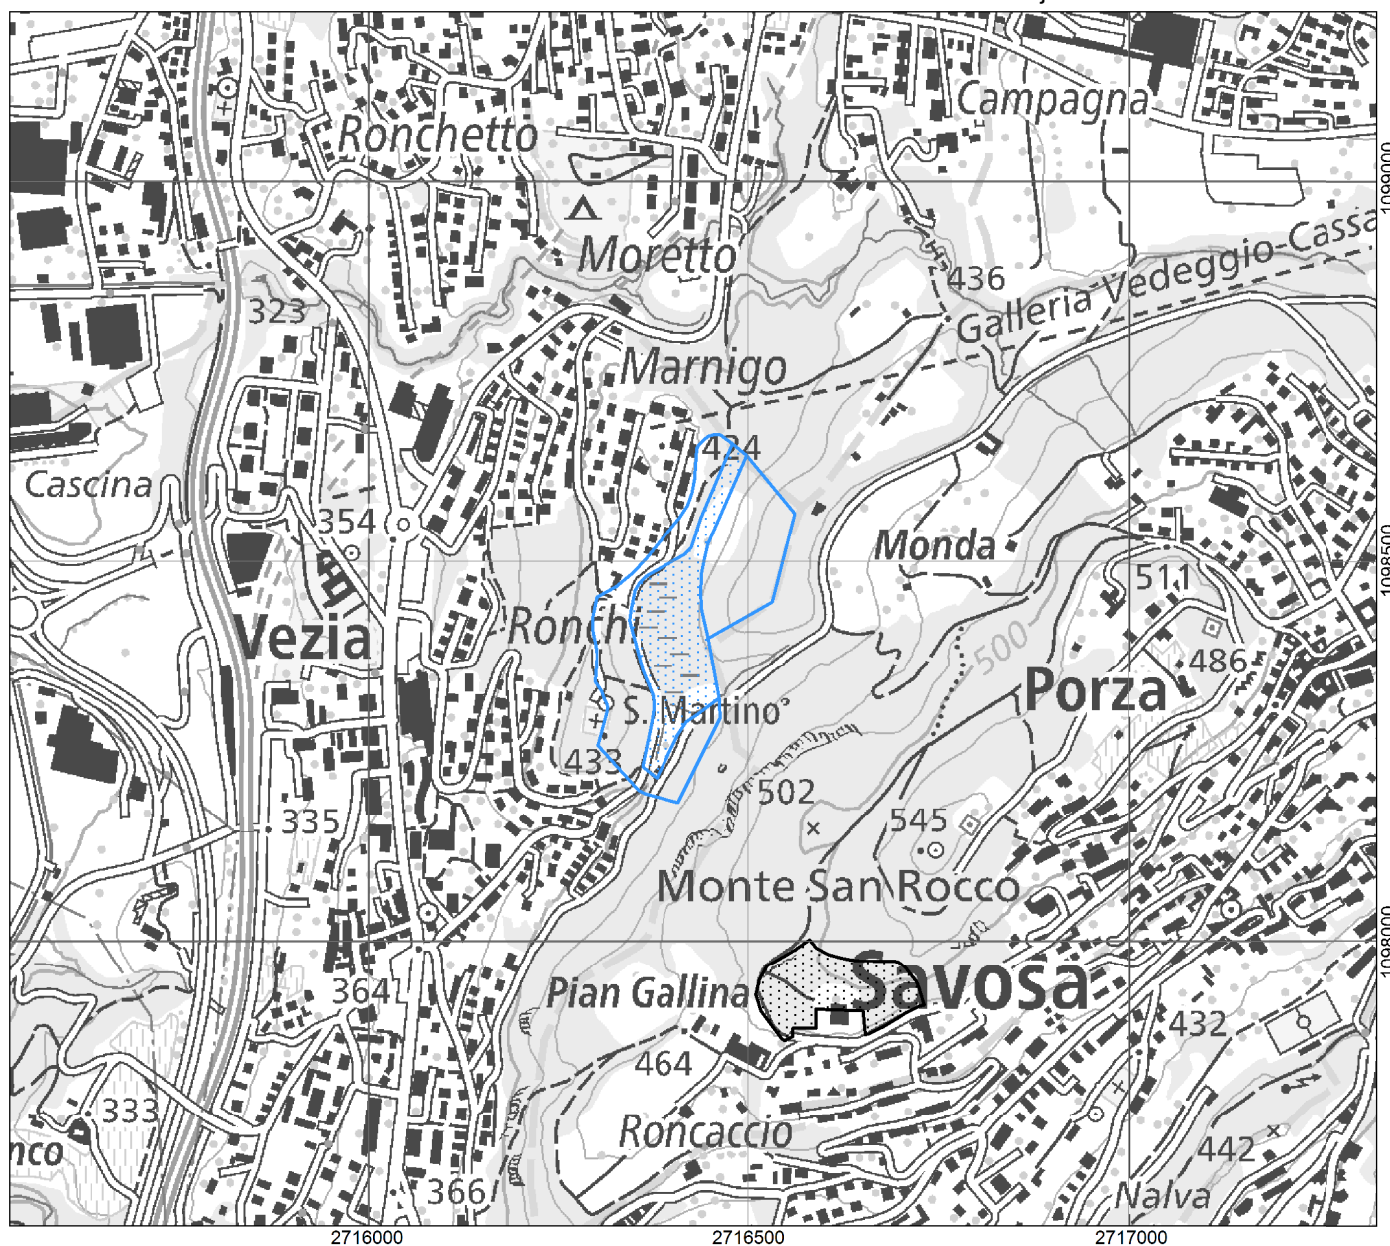 Campagna
Ronchetto
1099000
Moretto
436
Galleria Vedeggio-Cassa
323
Marnigo
424
Cascina
354
Monda
1098500
511
Ronchi
Vezia
500
486
Porza
S. Martino
433
502
335
545
Monte San Rocco
1098000
Savosa
364
Pian Gallina
432
464
333
Roncaccio
nco
442
366
Nalva
2716000
2716500
2717000